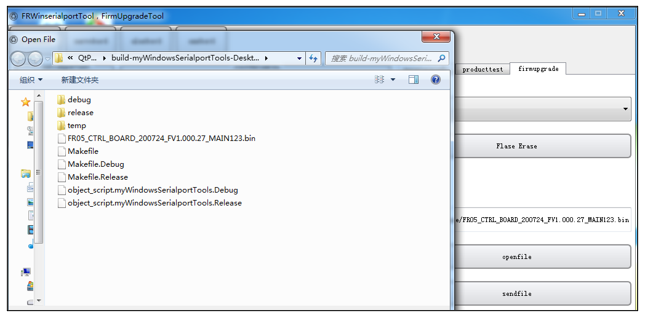 FRWinserialportTool . FirmUpgradeTool
Open File
« QtP... ▸ build-myWindowsSerialportTools-Deskt... ▸
搜索 build-myWindowsSeri...
组织 新建文件夹
producttest firmupgrade
debug
release
temp
FR05_CTRL_BOARD_200724_FV1.000.27_MAIN123.bin
Makefile
Makefile.Debug
Makefile.Release
object_script.myWindowsSerialportTools.Debug
object_script.myWindowsSerialportTools.Release
Flase Erase
e/FR05_CTRL_BOARD_200724_FV1.000.27_MAIN123.bin
openfile
sendfile